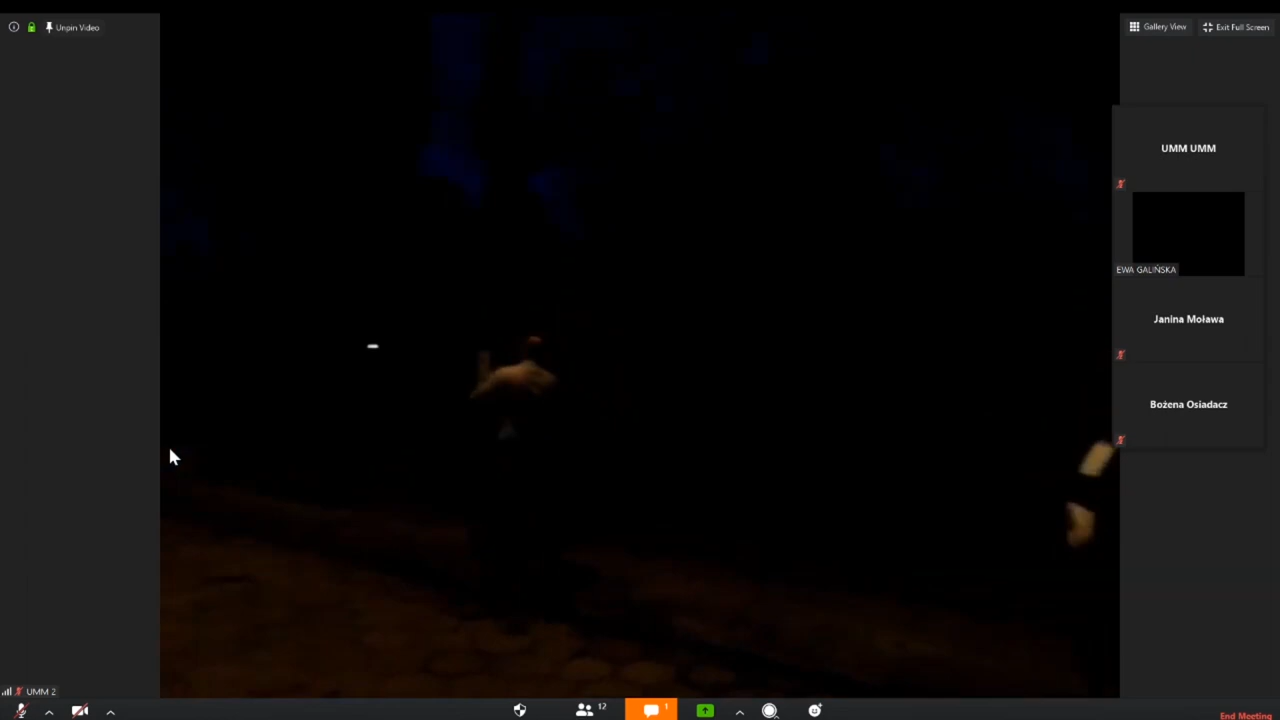 Unpin Video
Gallery View
Exit Full Screen
UMM UMM
EWA GALIŃSKA
Janina Moława
Bożena Osiadacz
UMM 2
12
1
End Meeting